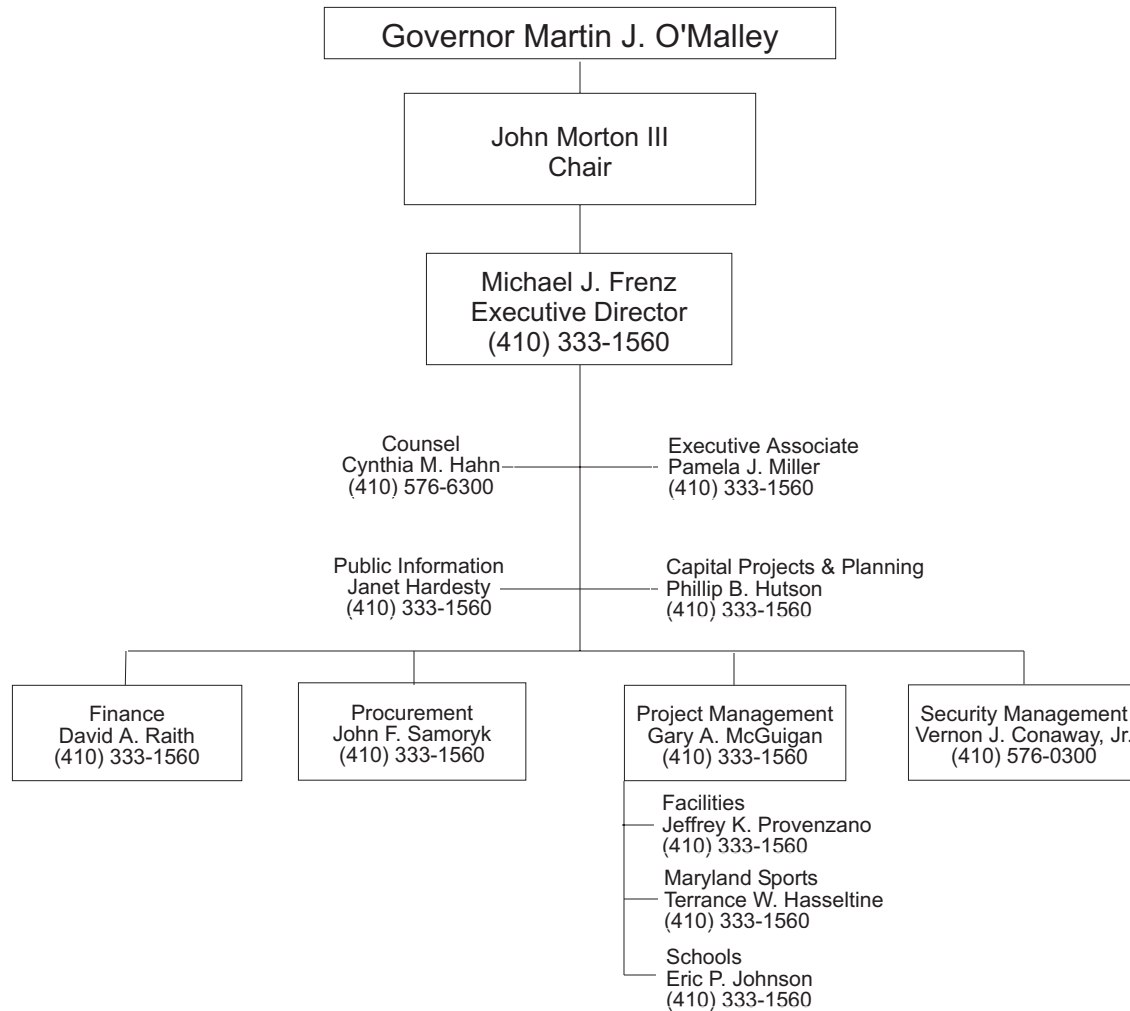 Governor Martin J. O'Malley
John Morton III
Chair
Michael J. Frenz
Executive Director
(410) 333-1560
Counsel
Cynthia M. Hahn
(410) 576-6300
Executive Associate
Pamela J. Miller
(410) 333-1560
Public Information
Janet Hardesty
(410) 333-1560
Capital Projects & Planning
Phillip B. Hutson
(410) 333-1560
Finance
David A. Raith
(410) 333-1560
Procurement
John F. Samoryk
(410) 333-1560
Project Management
Gary A. McGuigan
(410) 333-1560
Security Management
Vernon J. Conaway, Jr.
(410) 576-0300
Facilities
Jeffrey K. Provenzano
(410) 333-1560
Maryland Sports
Terrance W. Hasseltine
(410) 333-1560
Schools
Eric P. Johnson
(410) 333-1560